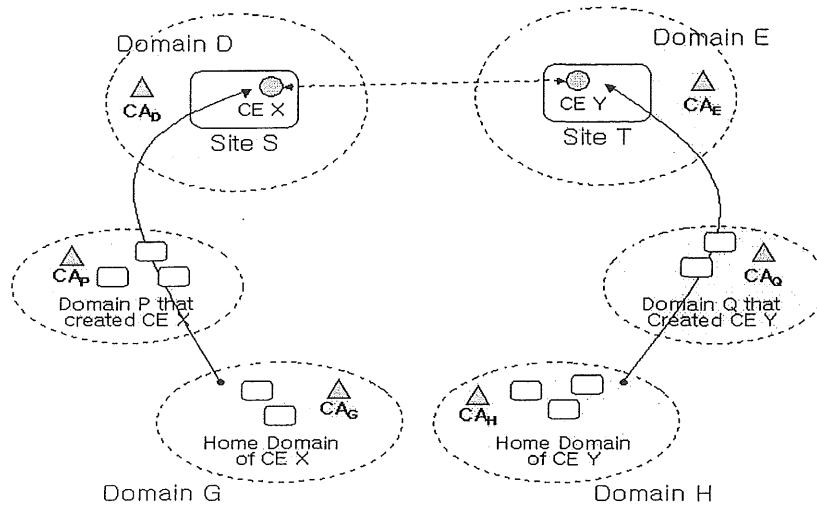 Domain D
Domain E
CA_D
CE X
CE Y
CA_E
Site S
Site T
CA_P
CA_Q
Domain P that
created CE X
Domain Q that
Created CE Y
CA_G
CA_H
Home Domain
of CE X
Home Domain
of CE Y
Domain G
Domain H